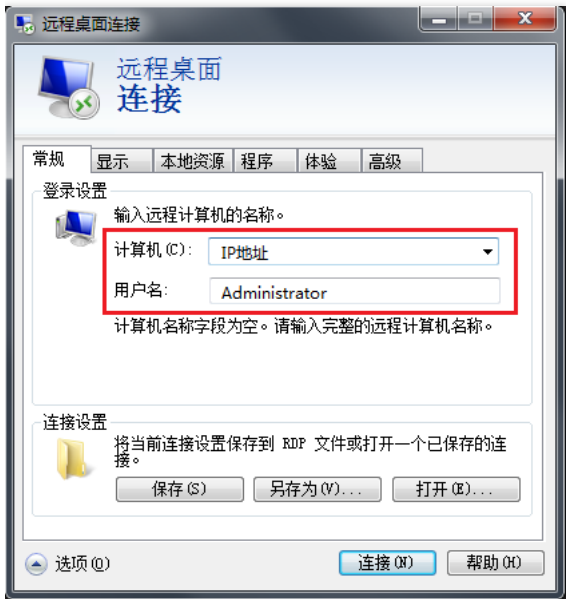 远程桌面连接
远程桌面
连接
常规 显示 本地资源 程序 体验 高级
登录设置
输入远程计算机的名称。
计算机(C): IP地址
用户名: Administrator
计算机名称字段为空。请输入完整的远程计算机名称。
连接设置
将当前连接设置保存到 RDP 文件或打开一个已保存的连
接。
保存(S) 另存为(V)... 打开(E)...
选项(O) 连接(N) 帮助(H)